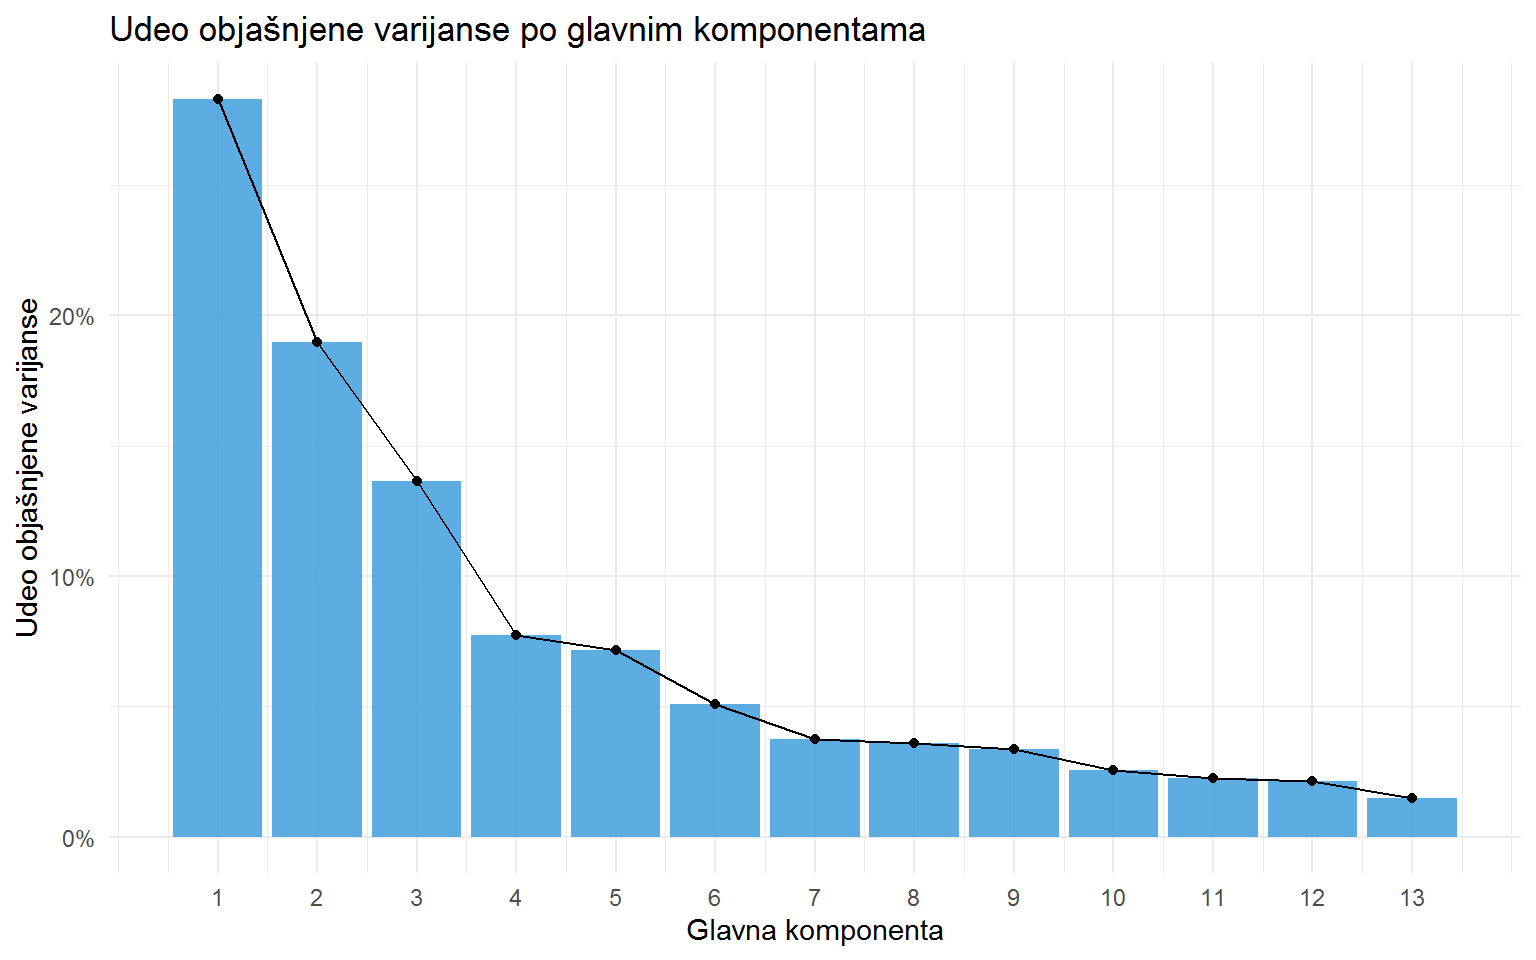 Udeo objašnjene varijanse po glavnim komponentama
Udeo objašnjene varijanse
20%
10%
0%
1 2 3 4 5 6 7 8 9 10 11 12 13
Glavna komponenta